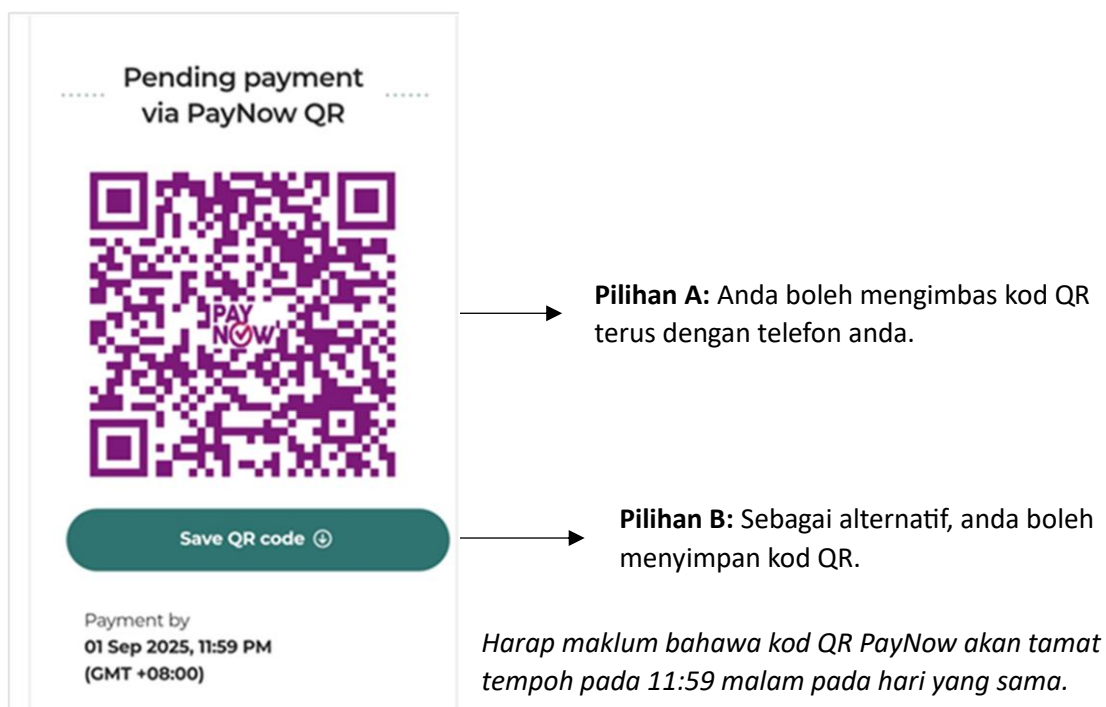 Pending payment
via PayNow QR
PAY
NOW
Pilihan A: Anda boleh mengimbas kod QR
terus dengan telefon anda.
Save QR code
Pilihan B: Sebagai alternatif, anda boleh
menyimpan kod QR.
Payment by
01 Sep 2025, 11:59 PM
(GMT +08:00)
Harap maklum bahawa kod QR PayNow akan tamat
tempoh pada 11:59 malam pada hari yang sama.